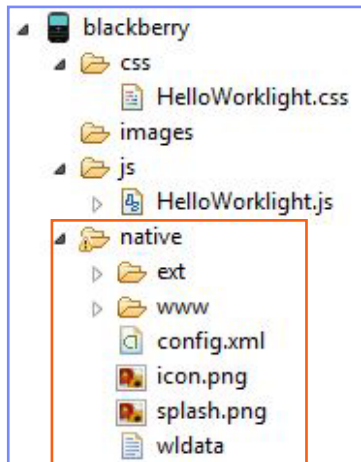 blackberry
css
HelloWorklight.css
images
js
HelloWorklight.js
native
ext
www
config.xml
icon.png
splash.png
wldata